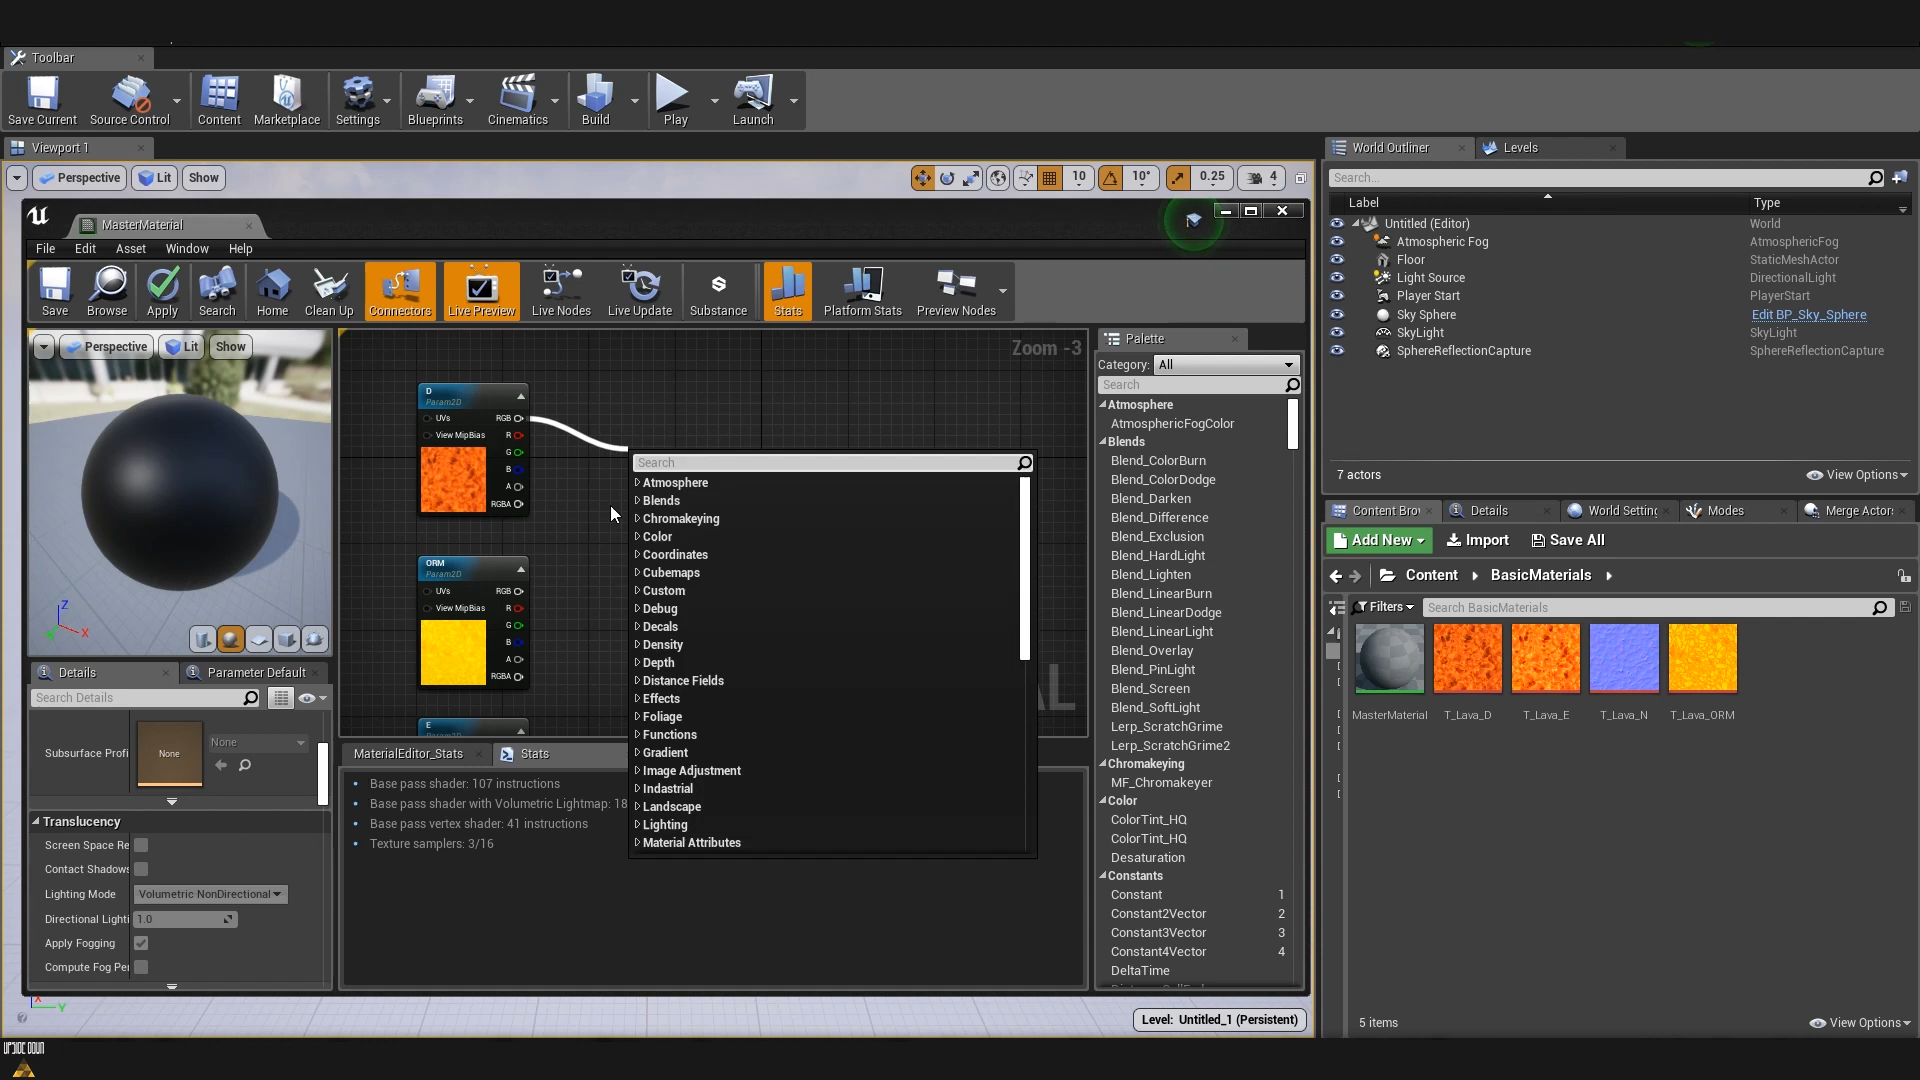 Toolbar
Save Current
Source Control
Content
Marketplace
Settings
Blueprints
Cinematics
Build
Play
Launch
Viewport 1
Perspective
Lit
Show
10
10°
0.25
4
MasterMaterial
File
Edit
Asset
Window
Help
Save
Browse
Apply
Search
Home
Clean Up
Connectors
Live Preview
Live Nodes
Live Update
Substance
Stats
Platform Stats
Preview Nodes
Perspective
Lit
Show
Z
X
Details
Parameter Default
Search Details
Subsurface Profi
None
None
Translucency
Screen Space Re
Contact Shadows
Lighting Mode
Volumetric NonDirectional
Directional Lighti
1.0
Apply Fogging
Compute Fog Per
Zoom -3
D
Param2D
UVs
RGB
View MipBias
R
G
B
A
RGBA
ORM
Param2D
UVs
RGB
View MipBias
R
G
B
A
RGBA
E
Param2D
Search
Atmosphere
Blends
Chromakeying
Color
Coordinates
Cubemaps
Custom
Debug
Decals
Density
Depth
Distance Fields
Effects
Foliage
Functions
Gradient
Image Adjustment
Indastrial
Landscape
Lighting
Material Attributes
MaterialEditor_Stats
Stats
Base pass shader: 107 instructions
Base pass shader with Volumetric Lightmap: 18
Base pass vertex shader: 41 instructions
Texture samplers: 3/16
Palette
Category:
All
Search
Atmosphere
AtmosphericFogColor
Blends
Blend_ColorBurn
Blend_ColorDodge
Blend_Darken
Blend_Difference
Blend_Exclusion
Blend_HardLight
Blend_Lighten
Blend_LinearBurn
Blend_LinearDodge
Blend_LinearLight
Blend_Overlay
Blend_PinLight
Blend_Screen
Blend_SoftLight
Lerp_ScratchGrime
Lerp_ScratchGrime2
Chromakeying
MF_Chromakeyer
Color
ColorTint_HQ
ColorTint_HQ
Desaturation
Constants
Constant 1
Constant2Vector 2
Constant3Vector 3
Constant4Vector 4
DeltaTime
X
Y
Level: Untitled_1 (Persistent)
UPSIDE DOWN
World Outliner
Levels
Search...
Label
Type
Untitled (Editor) World
Atmospheric Fog AtmosphericFog
Floor StaticMeshActor
Light Source DirectionalLight
Player Start PlayerStart
Sky Sphere Edit BP_Sky_Sphere
SkyLight SkyLight
SphereReflectionCapture SphereReflectionCapture
7 actors
View Options
Content Brov
Details
World Setting
Modes
Merge Actor
Add New
Import
Save All
Content
BasicMaterials
Filters
Search BasicMaterials
MasterMaterial
T_Lava_D
T_Lava_E
T_Lava_N
T_Lava_ORM
5 items
View Options